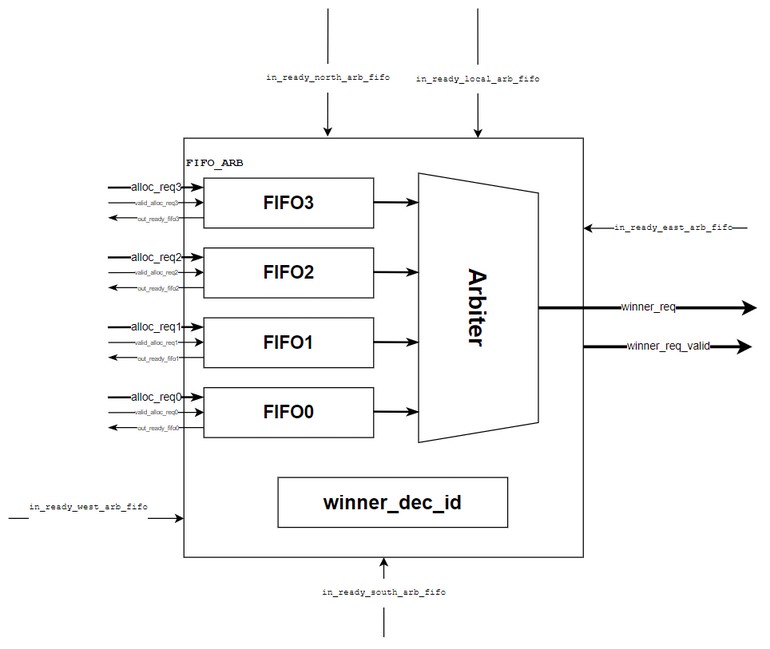 in_ready_north_arb_fifo
in_ready_local_arb_fifo
FIFO_ARB
alloc_req3
valid_alloc_req3
out_ready_fifo3
FIFO3
in_ready_east_arb_fifo
alloc_req2
valid_alloc_req2
out_ready_fifo2
FIFO2
Arbiter
winner_req
alloc_req1
valid_alloc_req1
out_ready_fifo1
FIFO1
winner_req_valid
alloc_req0
valid_alloc_req0
out_ready_fifo0
FIFO0
winner_dec_id
in_ready_west_arb_fifo
in_ready_south_arb_fifo